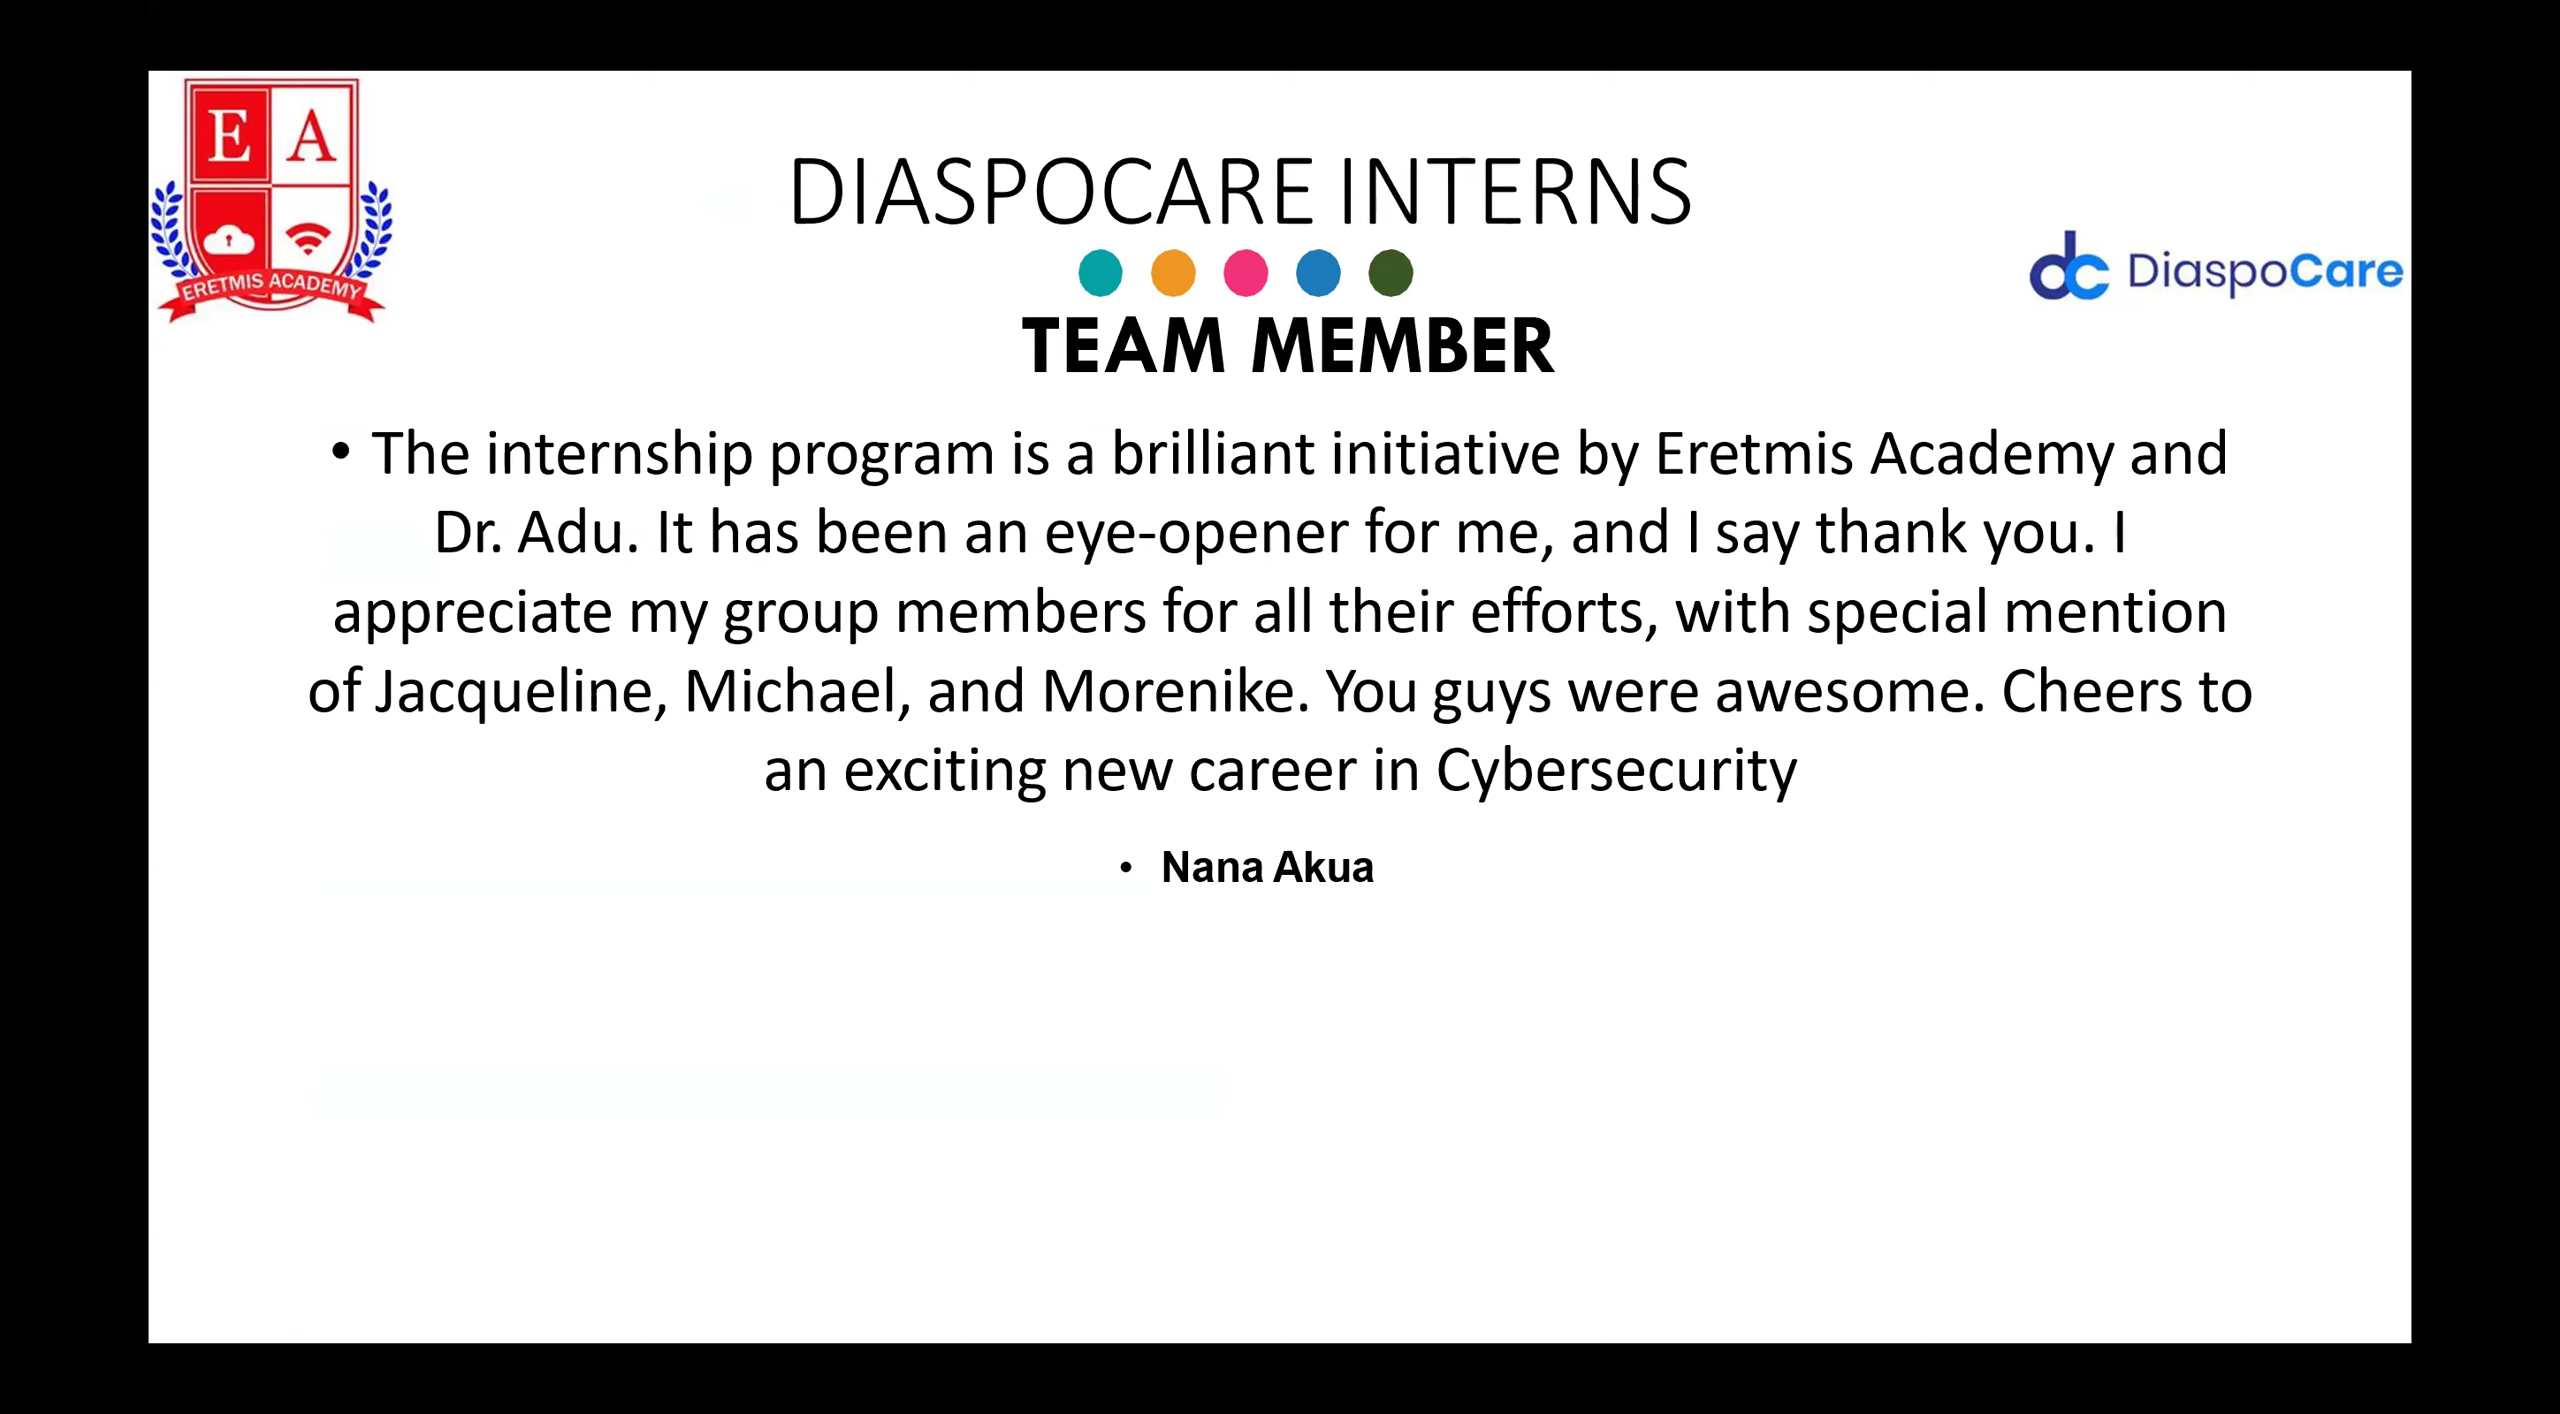 E A
ERETMIS ACADEMY
DIASPOCARE INTERNS
dc DiaspoCare
TEAM MEMBER
• The internship program is a brilliant initiative by Eretmis Academy and
Dr. Adu. It has been an eye-opener for me, and I say thank you. I
appreciate my group members for all their efforts, with special mention
of Jacqueline, Michael, and Morenike. You guys were awesome. Cheers to
an exciting new career in Cybersecurity
• Nana Akua